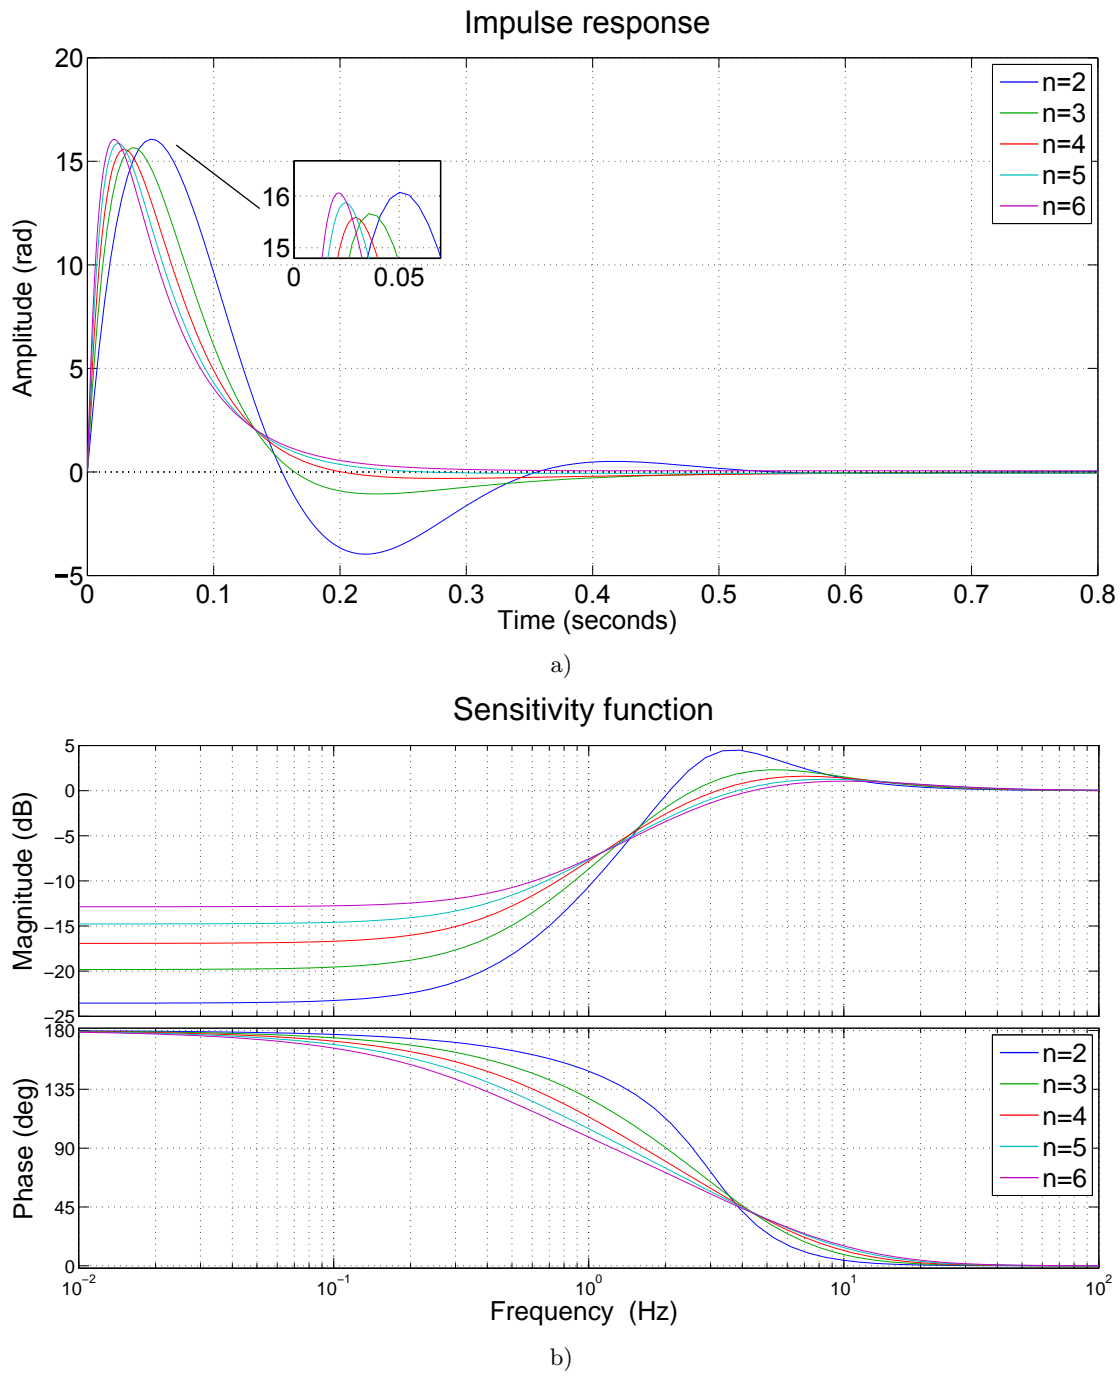 Impulse response
20
15
10
5
0
−5
Amplitude (rad)
n=2
n=3
n=4
n=5
n=6
16
15
0 0.05
0 0.1 0.2 0.3 0.4 0.5 0.6 0.7 0.8
Time (seconds)
a)
Sensitivity function
5
0
−5
−10
−15
−20
−25
Magnitude (dB)
180
135
90
45
0
Phase (deg)
n=2
n=3
n=4
n=5
n=6
10⁻² 10⁻¹ 10⁰ 10¹ 10²
Frequency (Hz)
b)